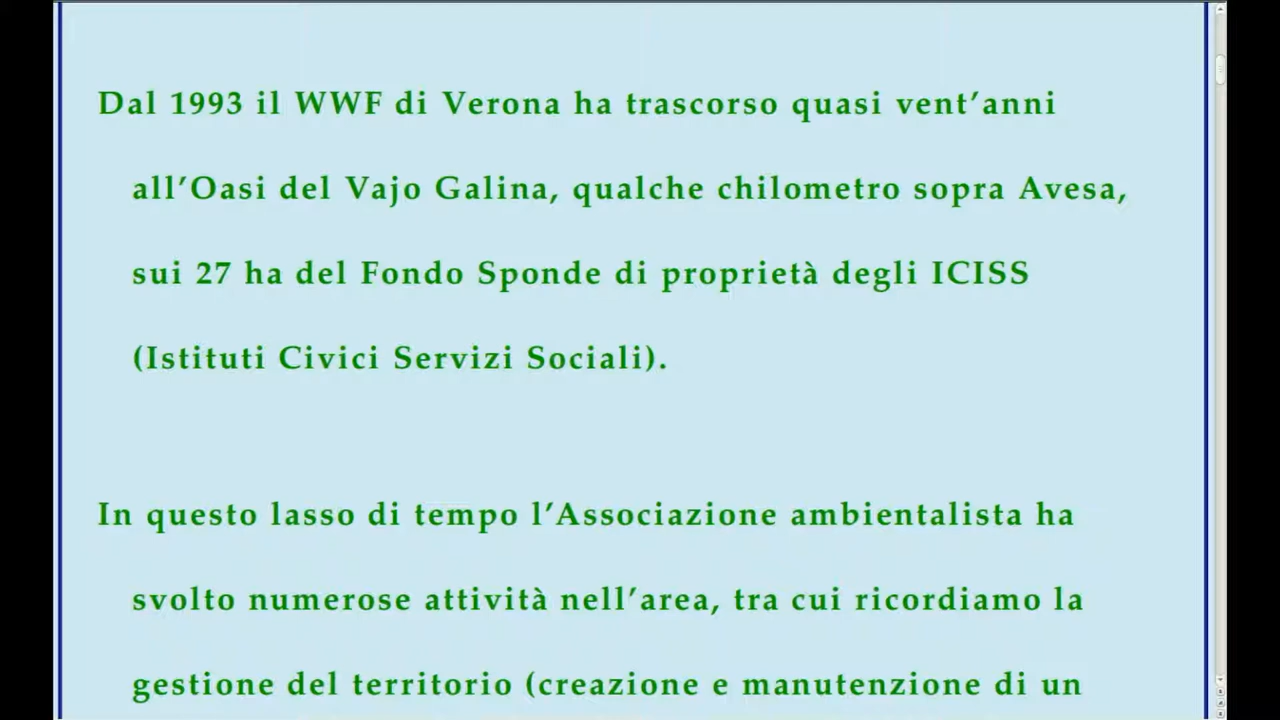 Dal 1993 il WWF di Verona ha trascorso quasi vent’anni
all’Oasi del Vajo Galina, qualche chilometro sopra Avesa,
sui 27 ha del Fondo Sponde di proprietà degli ICISS
(Istituti Civici Servizi Sociali).
In questo lasso di tempo l’Associazione ambientalista ha
svolto numerose attività nell’area, tra cui ricordiamo la
gestione del territorio (creazione e manutenzione di un